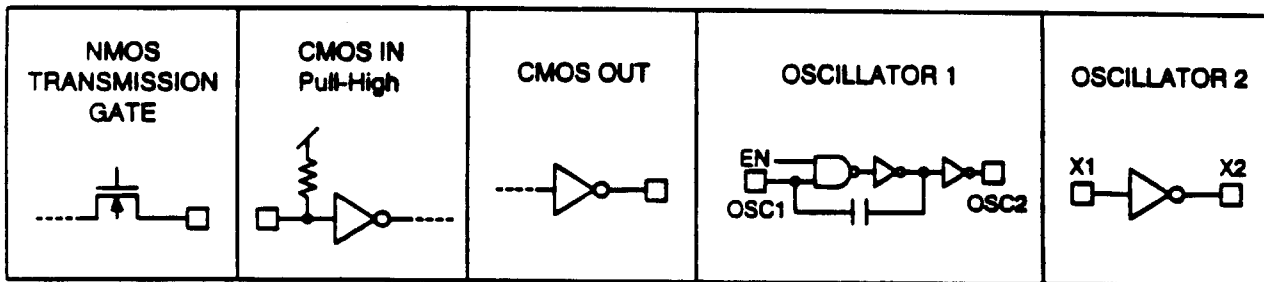 NMOS
TRANSMISSION
GATE
CMOS IN
Pull-High
CMOS OUT
OSCILLATOR 1
EN
OSC1
OSC2
OSCILLATOR 2
X1
X2